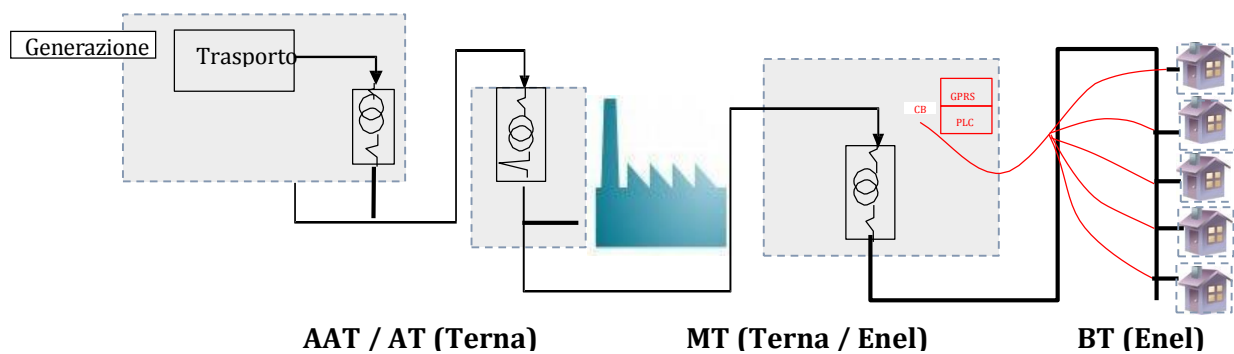 Generazione
Trasporto
GPRS
CB
PLC
AAT / AT (Terna)
MT (Terna / Enel)
BT (Enel)